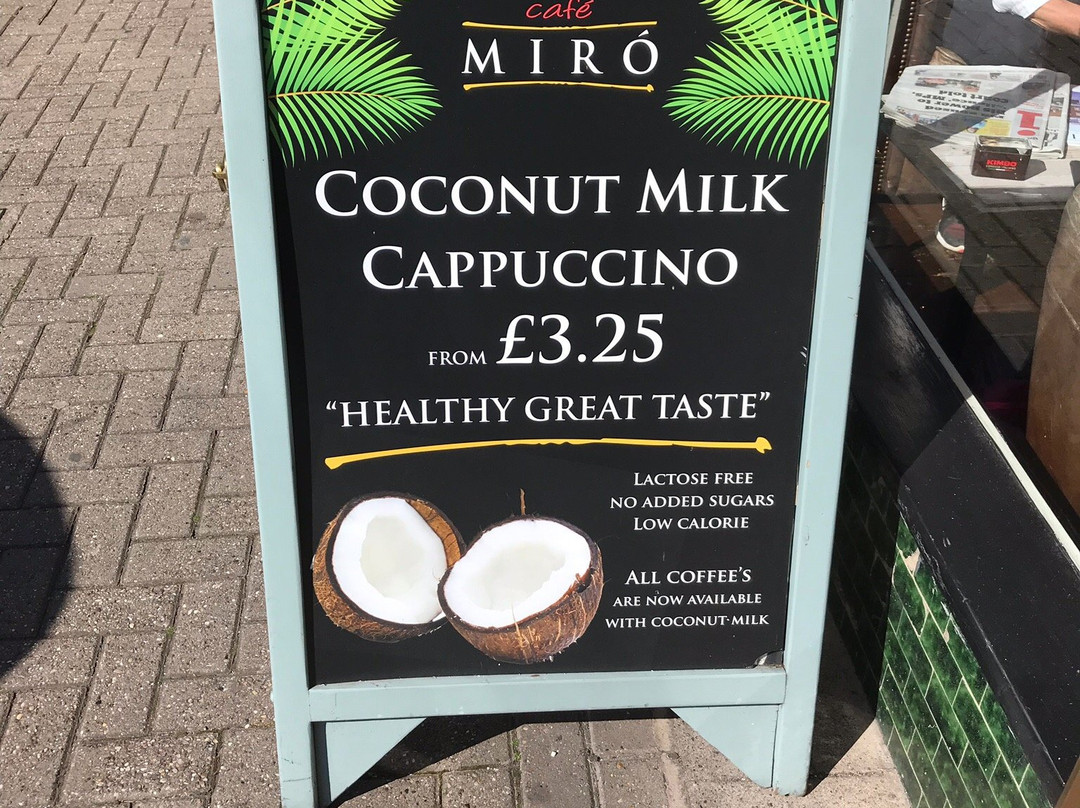 café
MIRÓ
COCONUT MILK
CAPPUCCINO
FROM £3.25
“HEALTHY GREAT TASTE”
LACTOSE FREE
NO ADDED SUGARS
LOW CALORIE
ALL COFFEE'S
ARE NOW AVAILABLE
WITH COCONUT MILK
KIMBO